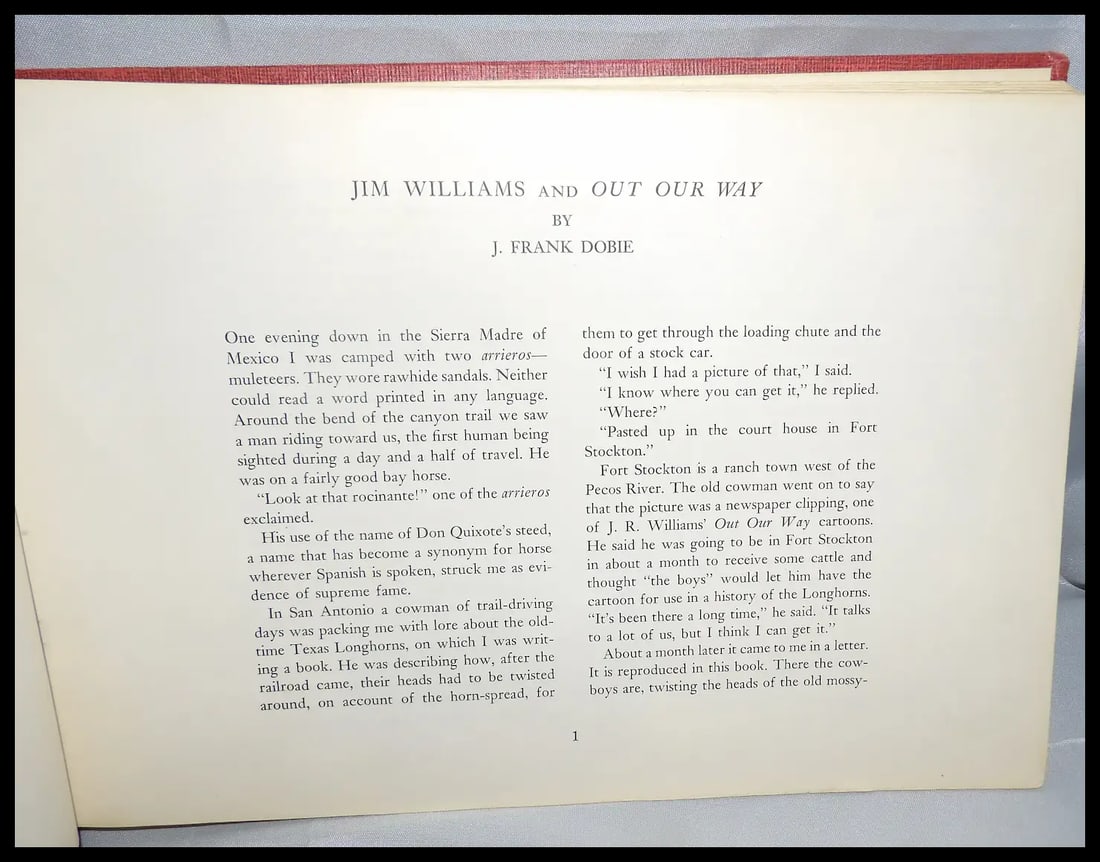 JIM WILLIAMS AND OUT OUR WAY
BY
J. FRANK DOBIE
One evening down in the Sierra Madre of
Mexico I was camped with two arrieros—
muleteers. They wore rawhide sandals. Neither
could read a word printed in any language.
Around the bend of the canyon trail we saw
a man riding toward us, the first human being
sighted during a day and a half of travel. He
was on a fairly good bay horse.
“Look at that rocinante!” one of the arrieros
exclaimed.
His use of the name of Don Quixote’s steed,
a name that has become a synonym for horse
wherever Spanish is spoken, struck me as evi-
dence of supreme fame.
In San Antonio a cowman of trail-driving
days was packing me with lore about the old-
time Texas Longhorns, on which I was writ-
ing a book. He was describing how, after the
railroad came, their heads had to be twisted
around, on account of the horn-spread, for
them to get through the loading chute and the
door of a stock car.
“I wish I had a picture of that,” I said.
“I know where you can get it,” he replied.
“Where?”
“Pasted up in the court house in Fort
Stockton.”
Fort Stockton is a ranch town west of the
Pecos River. The old cowman went on to say
that the picture was a newspaper clipping, one
of J. R. Williams’ Out Our Way cartoons.
He said he was going to be in Fort Stockton
in about a month to receive some cattle and
thought “the boys” would let him have the
cartoon for use in a history of the Longhorns.
“It’s been there a long time,” he said. “It talks
to a lot of us, but I think I can get it.”
About a month later it came to me in a letter.
It is reproduced in this book. There the cow-
boys are, twisting the heads of the old mossy-
1